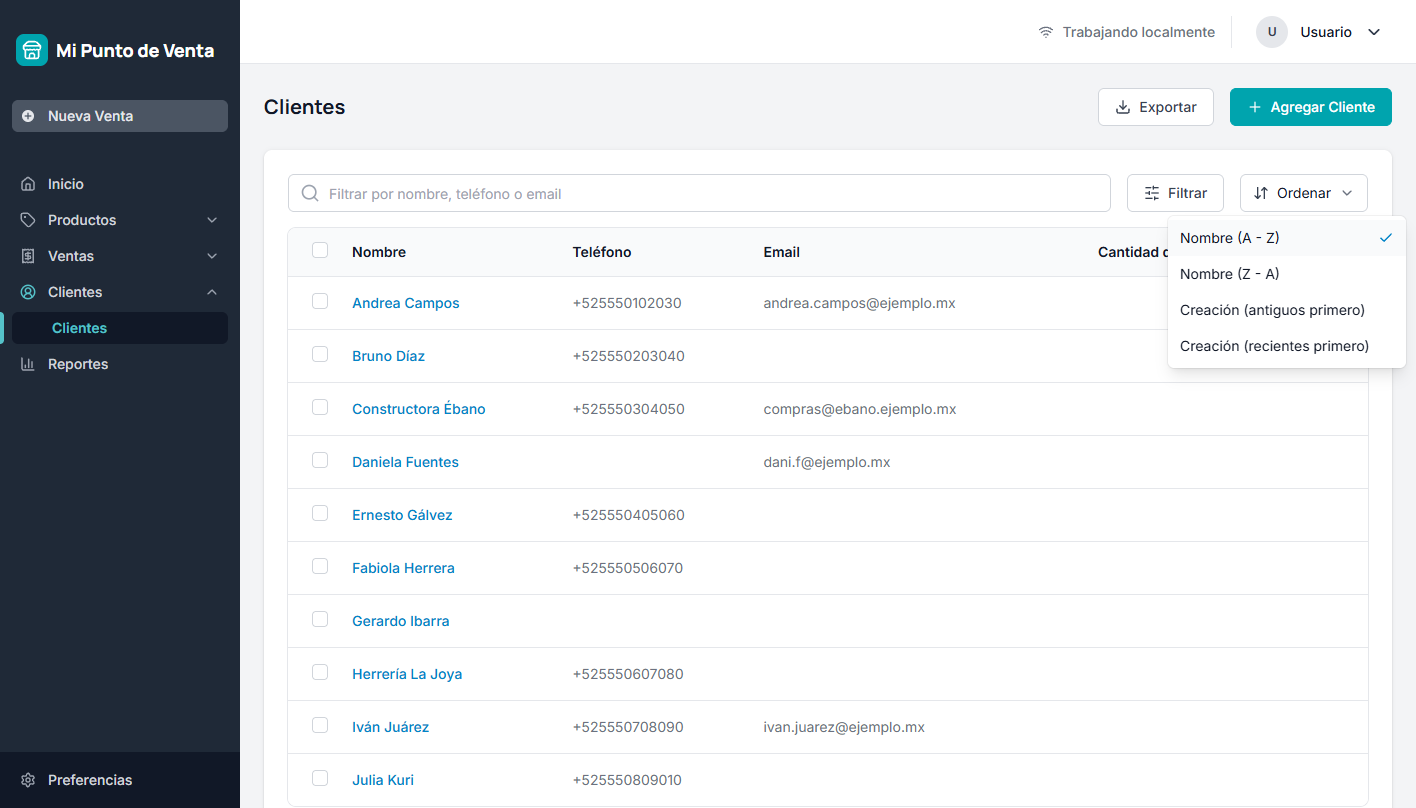 Mi Punto de Venta
Nueva Venta
Inicio
Productos
Ventas
Clientes
Clientes
Reportes
Preferencias
Trabajando localmente
U Usuario
Clientes
Exportar
+ Agregar Cliente
Filtrar por nombre, teléfono o email
Filtrar
Ordenar
Nombre (A - Z)
Nombre (Z - A)
Creación (antiguos primero)
Creación (recientes primero)
Nombre Teléfono Email Cantidad
Andrea Campos +525550102030 andrea.campos@ejemplo.mx
Bruno Díaz +525550203040
Constructora Ébano +525550304050 compras@ebano.ejemplo.mx
Daniela Fuentes dani.f@ejemplo.mx
Ernesto Gálvez +525550405060
Fabiola Herrera +525550506070
Gerardo Ibarra
Herrería La Joya +525550607080
Iván Juárez +525550708090 ivan.juarez@ejemplo.mx
Julia Kuri +525550809010